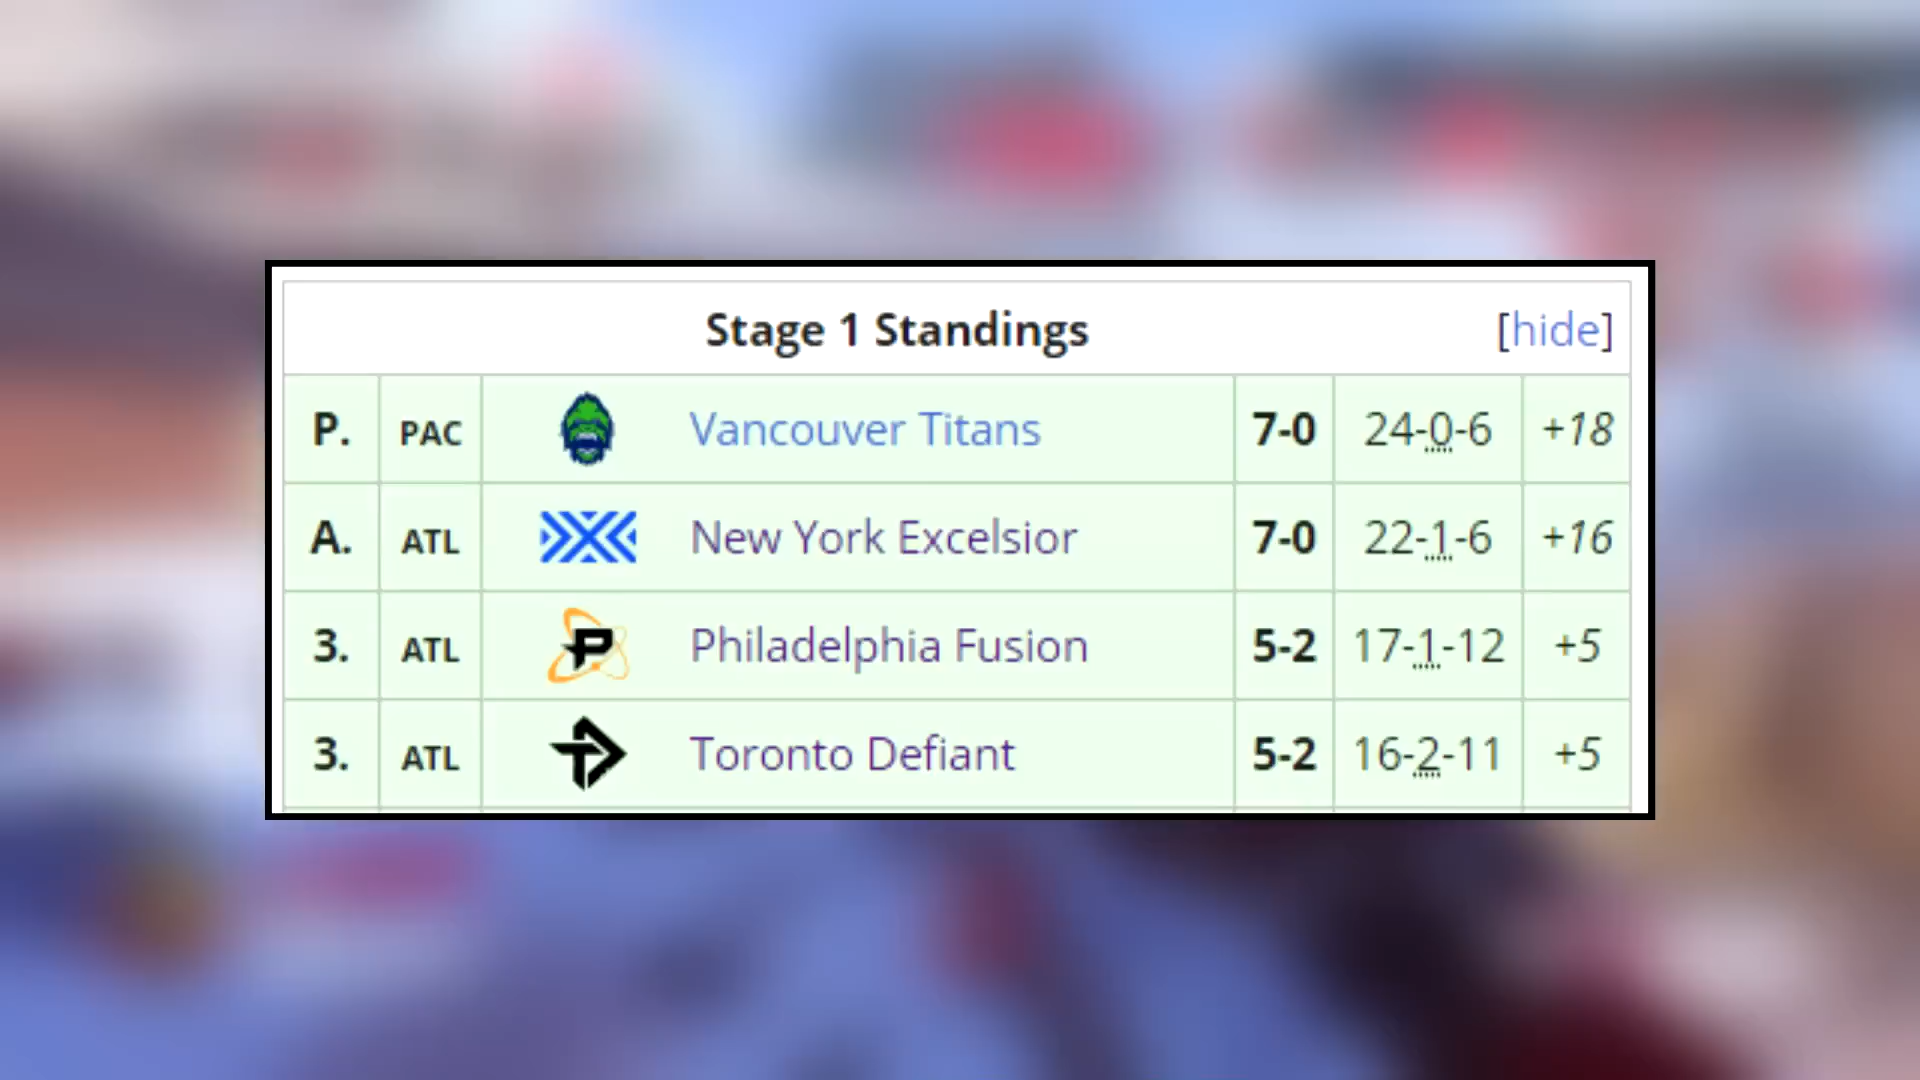 Stage 1 Standings [hide]
P. PAC Vancouver Titans 7-0 24-0-6 +18
A. ATL New York Excelsior 7-0 22-1-6 +16
3. ATL P Philadelphia Fusion 5-2 17-1-12 +5
3. ATL Toronto Defiant 5-2 16-2-11 +5